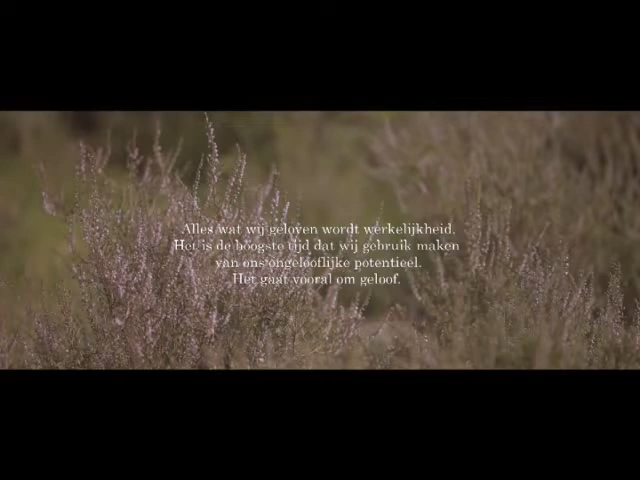 Alles wat wij geloven wordt werkelijkheid.
Het is de hoogste tijd dat wij gebruik maken
van ons ongelooflijke potentieel.
Het gaat vooral om geloof.